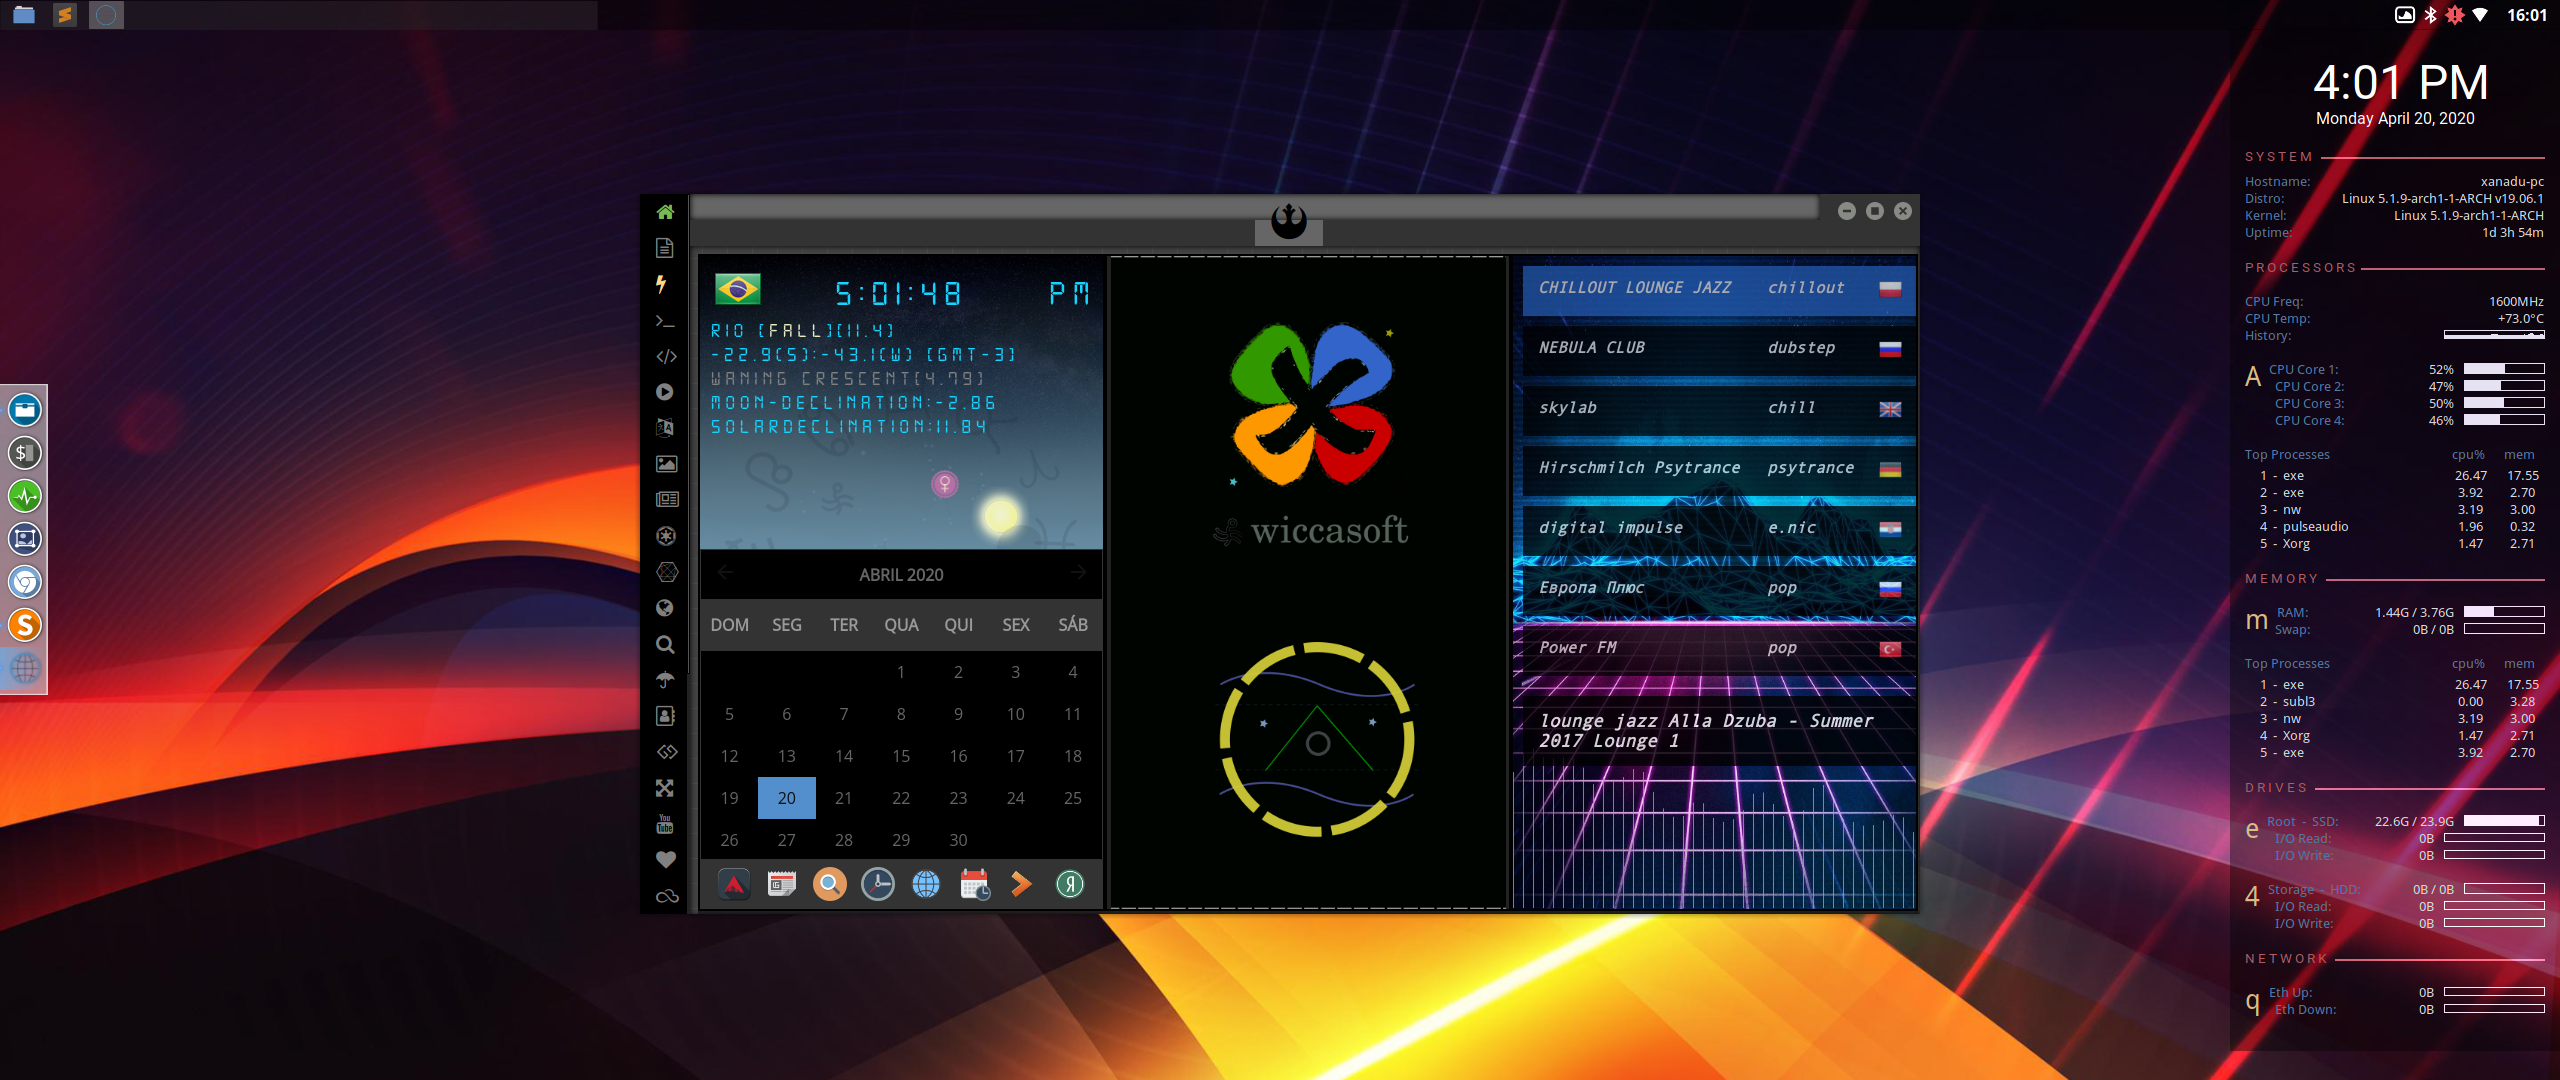 16:01
4:01 PM
Monday April 20, 2020
SYSTEM
Hostname: xanadu-pc
Distro: Linux 5.1.9-arch1-1-ARCH v19.06.1
Kernel: Linux 5.1.9-arch1-1-ARCH
Uptime: 1d 3h 54m
PROCESSORS
CPU Freq: 1600MHz
CPU Temp: +73.0°C
History:
A CPU Core 1: 52%
CPU Core 2: 47%
CPU Core 3: 50%
CPU Core 4: 46%
Top Processes cpu% mem
1 - exe 26.47 17.55
2 - exe 3.92 2.70
3 - nw 3.19 3.00
4 - pulseaudio 1.96 0.32
5 - Xorg 1.47 2.71
MEMORY
m RAM: 1.44G / 3.76G
Swap: 0B / 0B
Top Processes cpu% mem
1 - exe 26.47 17.55
2 - subl3 0.00 3.28
3 - nw 3.19 3.00
4 - Xorg 1.47 2.71
5 - exe 3.92 2.70
DRIVES
e Root - SSD: 22.6G / 23.9G
I/O Read: 0B
I/O Write: 0B
4 Storage - HDD: 0B / 0B
I/O Read: 0B
I/O Write: 0B
NETWORK
q Eth Up: 0B
Eth Down: 0B
5:01:48 PM
RIO [FALL][11.4]
-22.9(S):-43.1(W) [GMT-3]
WANING CRESCENT(4.79)
MOON-DECLINATION:-2.86
SOLARDECLINATION:11.84
ABRIL 2020
DOM SEG TER QUA QUI SEX SÁB
1 2 3 4
5 6 7 8 9 10 11
12 13 14 15 16 17 18
19 20 21 22 23 24 25
26 27 28 29 30
You Tube
Я
wiccasoft
CHILLOUT LOUNGE JAZZ chillout
NEBULA CLUB dubstep
skylab chill
Hirschmilch Psytrance psytrance
digital impulse e.nic
Европа Плюс pop
Power FM pop
lounge jazz Alla Dzuba - Summer
2017 Lounge 1